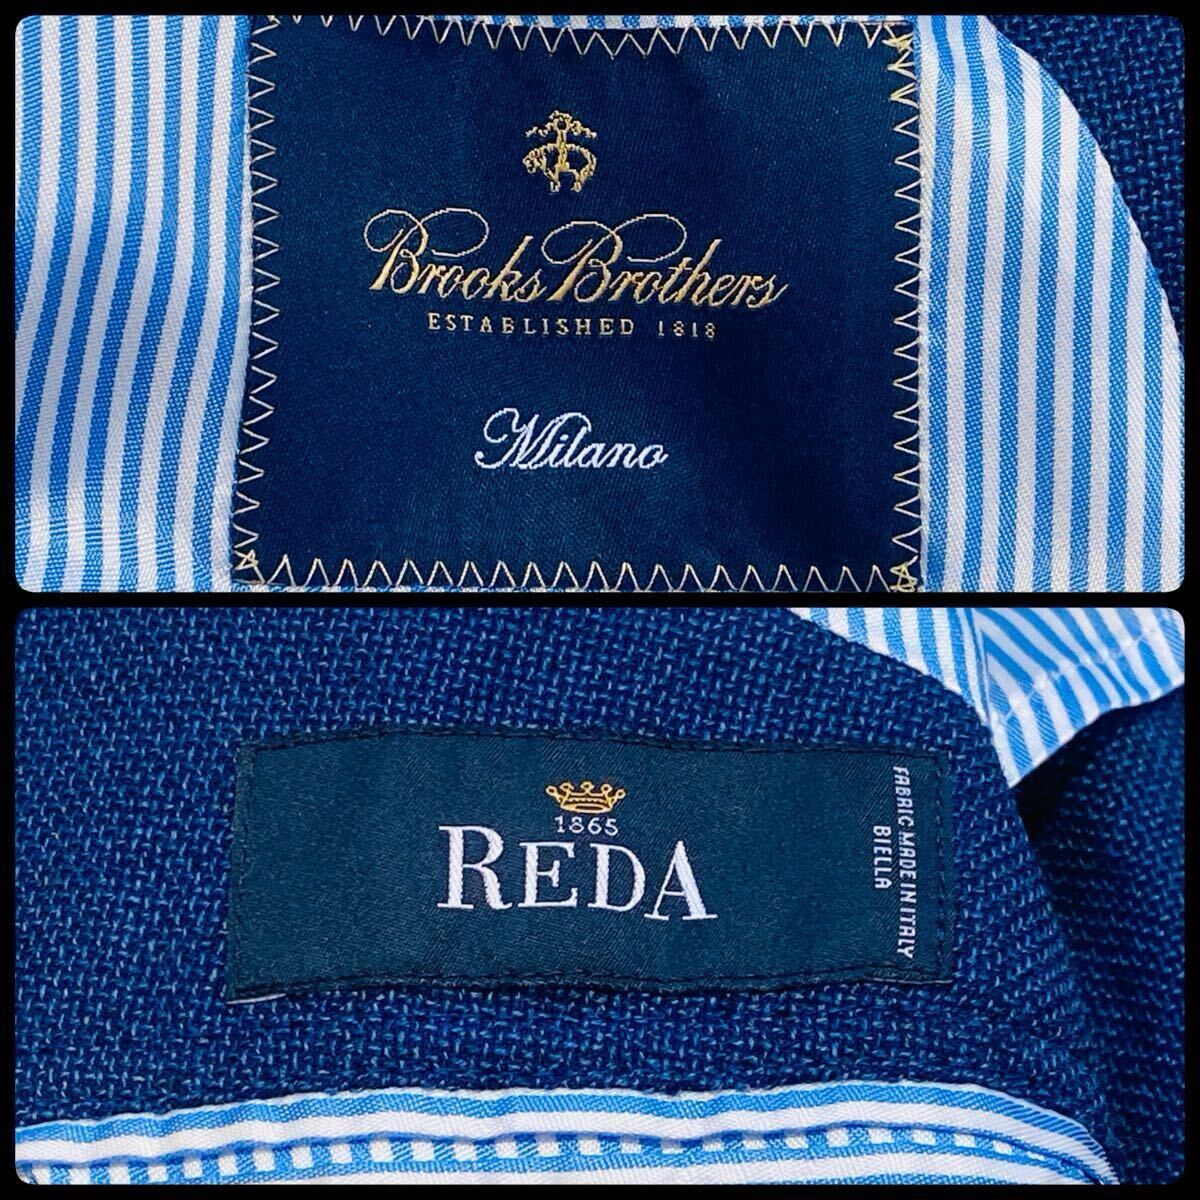 Brooks Brothers
ESTABLISHED 1818
Milano
1865
REDA
FABRIC MADE IN ITALY
BIELLA